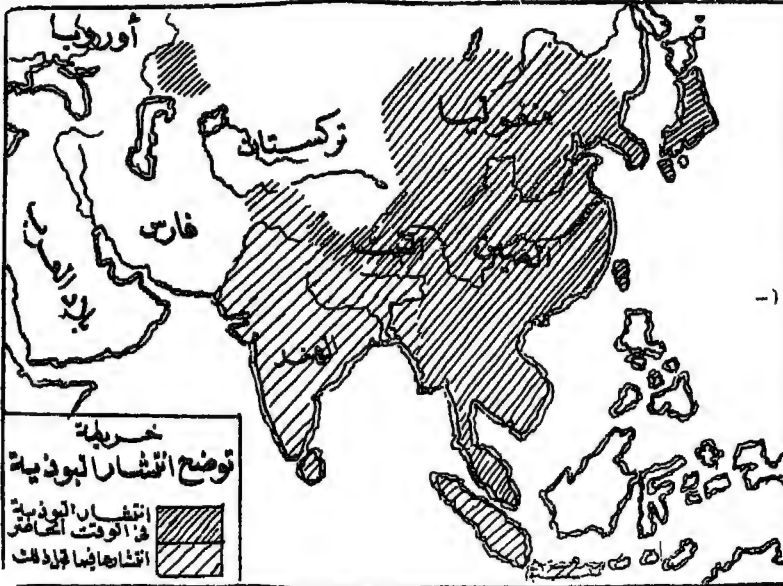 أوروبا
منغوليا
تركستان
فارس
بلاد العرب
التبت
الصين
الهند
خريطة
توضح انتشار البوذية
انتشار البوذية
في الوقت الحاضر
انتشارها فيما قبل ذلك